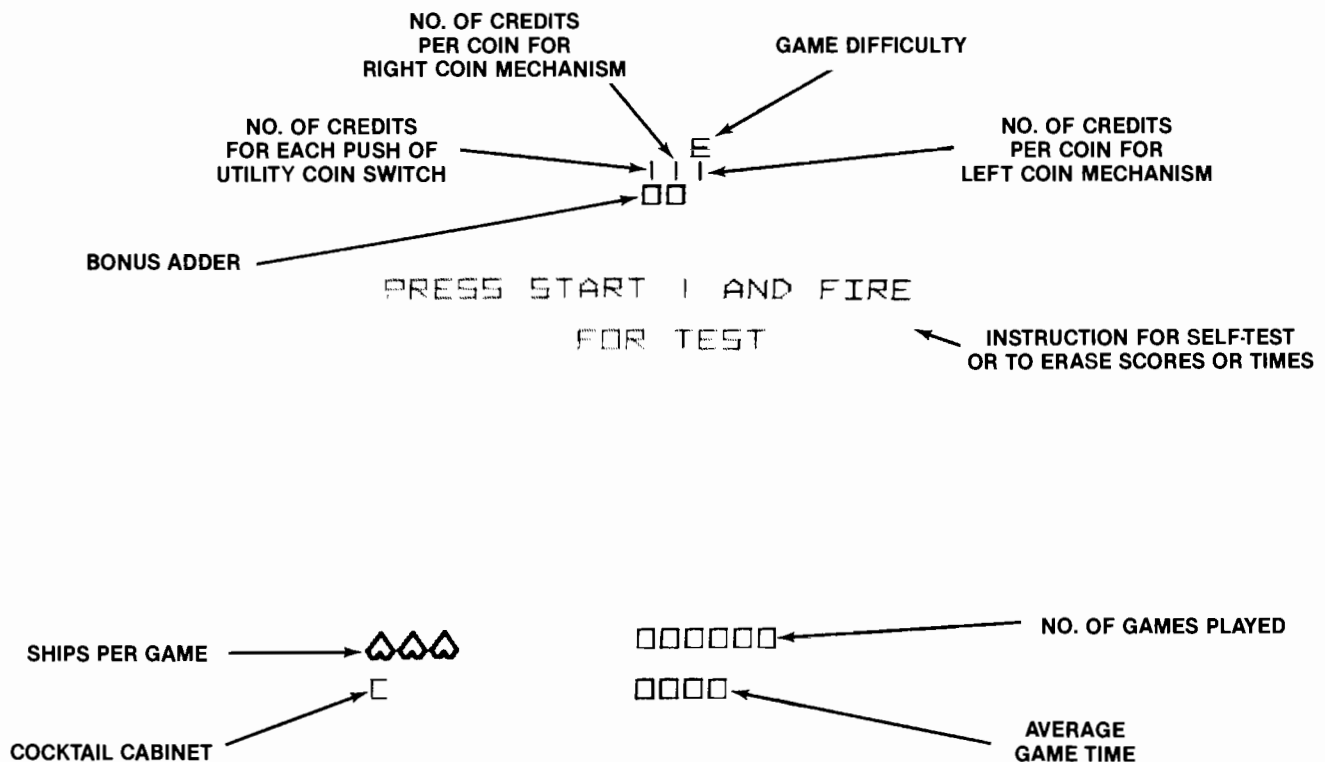 NO. OF CREDITS
PER COIN FOR
RIGHT COIN MECHANISM
GAME DIFFICULTY
NO. OF CREDITS
FOR EACH PUSH OF
UTILITY COIN SWITCH
NO. OF CREDITS
PER COIN FOR
LEFT COIN MECHANISM
E
1 1 1
00
BONUS ADDER
PRESS START 1 AND FIRE
FOR TEST
INSTRUCTION FOR SELF-TEST
OR TO ERASE SCORES OR TIMES
SHIPS PER GAME
000000
NO. OF GAMES PLAYED
C
0000
COCKTAIL CABINET
AVERAGE
GAME TIME